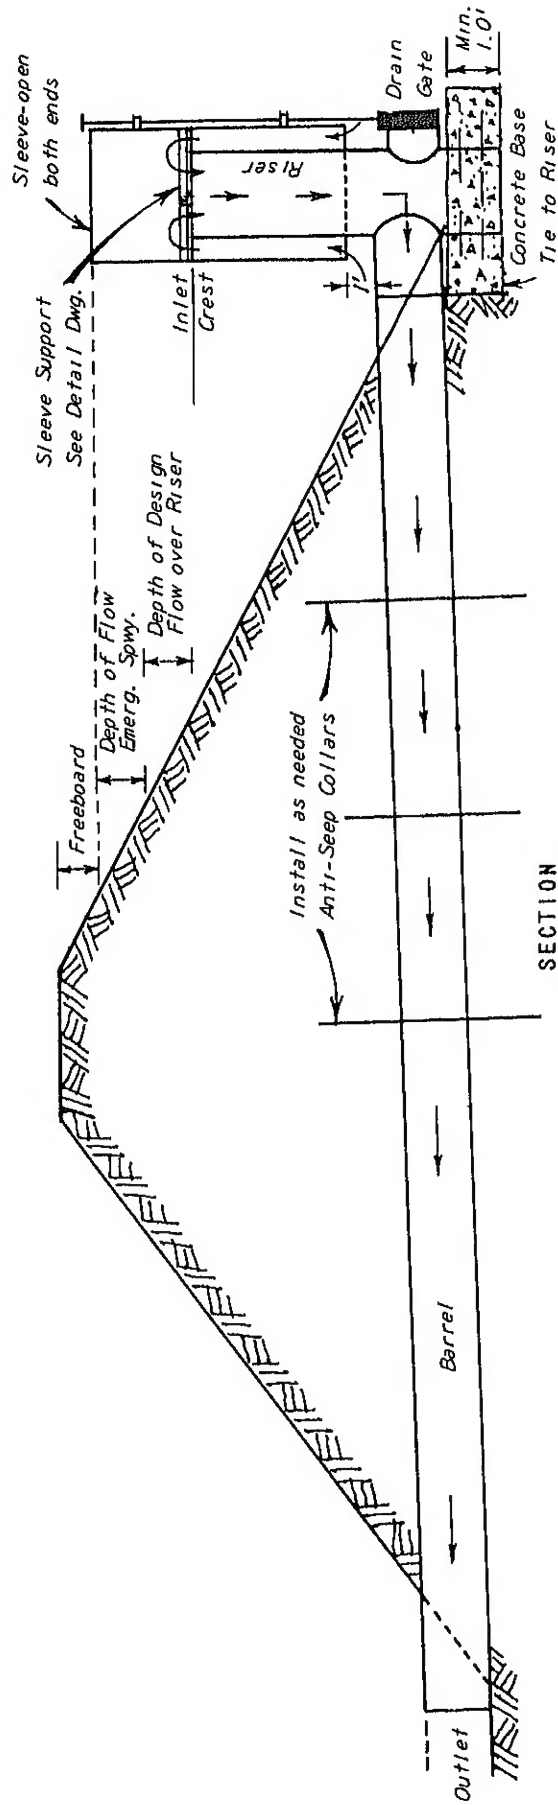 Sleeve-open
both ends
Sleeve Support
See Detail Dwg.
Freeboard
Depth of Flow
Emerg. Spwy.
Depth of Design
Flow over Riser
Inlet
Crest
Riser
1'
Drain
Gate
Min.
1.0'
Concrete Base
Tie to Riser
Install as needed
Anti-Seep Collars
Barrel
Outlet
SECTION